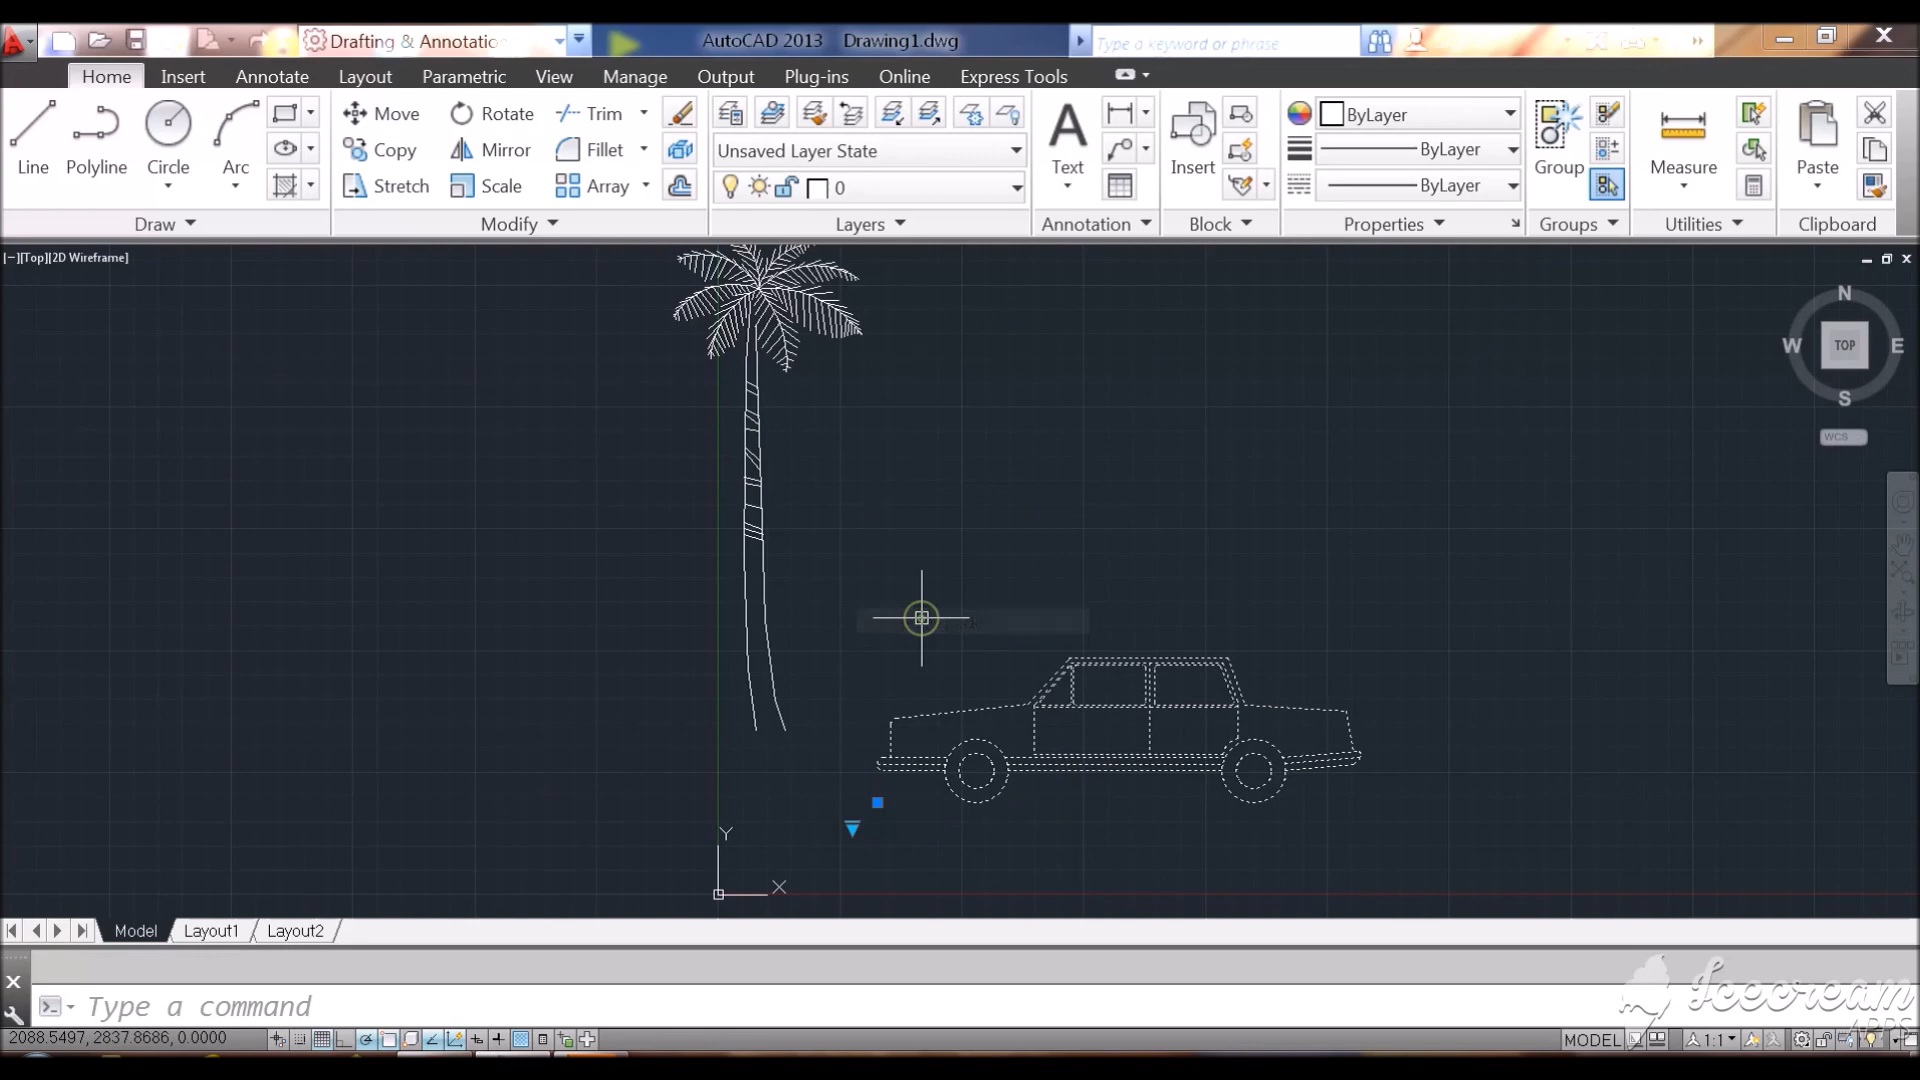 Drafting & Annotatio
AutoCAD 2013 Drawing1.dwg
Type a keyword or phrase
Home Insert Annotate Layout Parametric View Manage Output Plug-ins Online Express Tools
Line Polyline Circle Arc
Move Rotate Trim
Copy Mirror Fillet
Stretch Scale Array
Unsaved Layer State
0
Text
Insert
ByLayer
ByLayer
ByLayer
Group
Measure
Paste
Draw Modify Layers Annotation Block Properties Groups Utilities Clipboard
[−][Top][2D Wireframe]
N
W TOP E
S
WCS
Y
X
Model Layout1 Layout2
Type a command
2088.5497, 2837.8686, 0.0000
MODEL
1:1
Icecream
APPS